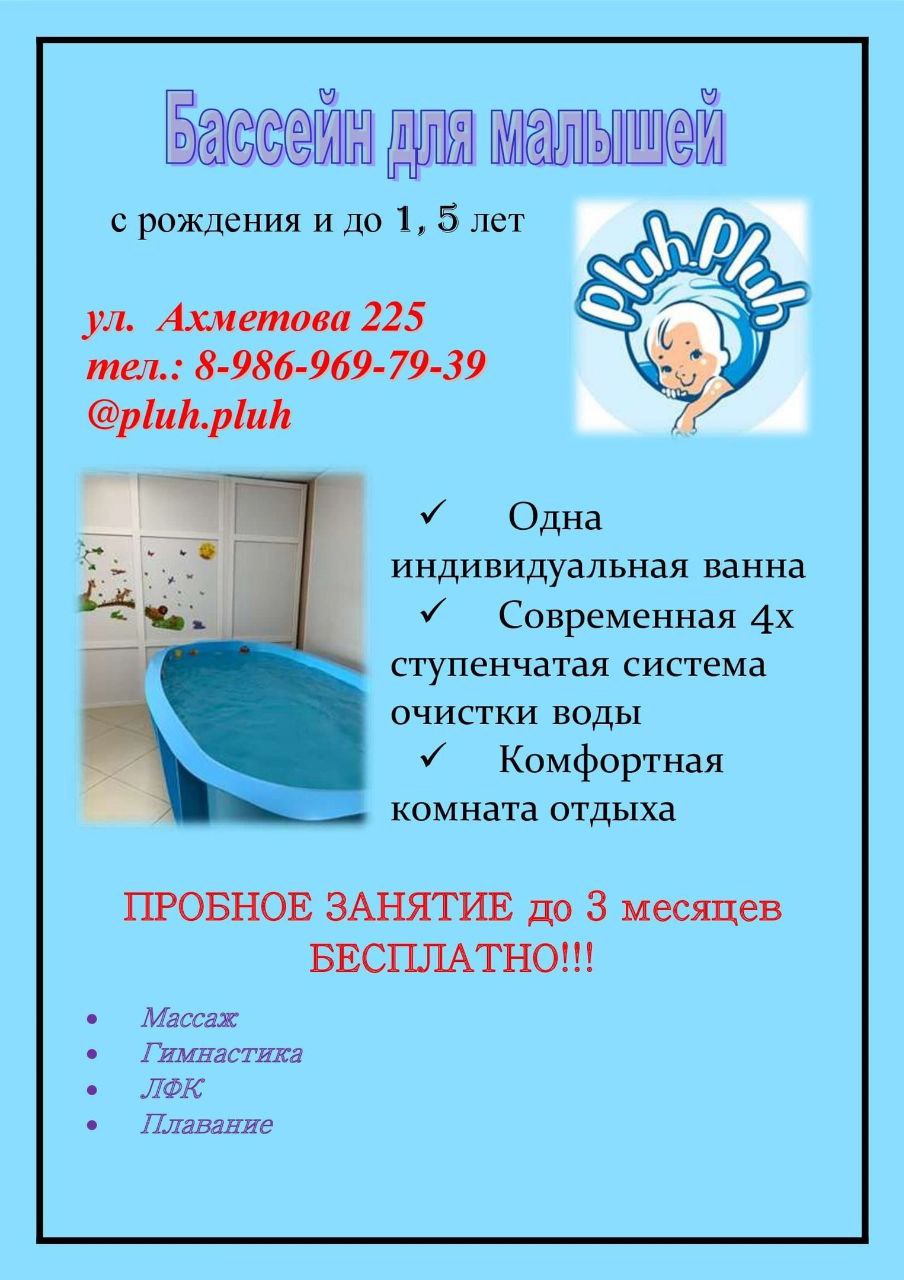 Бассейн для малышей
с рождения и до 1, 5 лет
pluh.pluh
ул. Ахметова 225
тел.: 8-986-969-79-39
@pluh.pluh
✓ Одна
индивидуальная ванна
✓ Современная 4х
ступенчатая система
очистки воды
✓ Комфортная
комната отдыха
ПРОБНОЕ ЗАНЯТИЕ до 3 месяцев
БЕСПЛАТНО!!!
• Массаж
• Гимнастика
• ЛФК
• Плавание